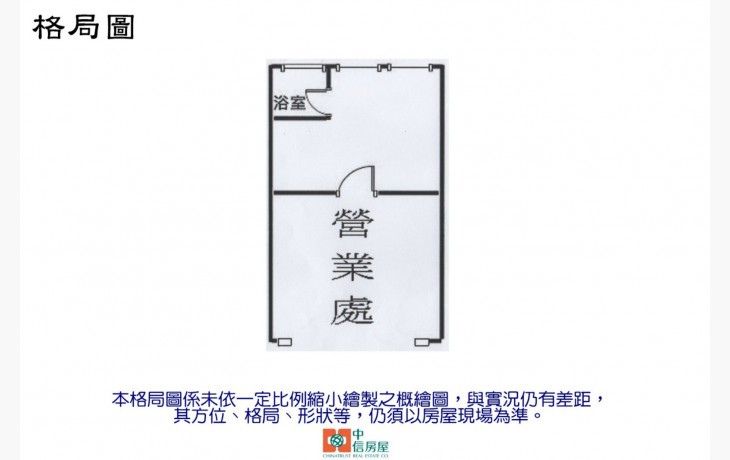 格局圖
浴室
營
業
處
本格局圖係未依一定比例縮小繪製之概繪圖，與實況仍有差距，
其方位、格局、形狀等，仍須以房屋現場為準。
中
信房屋
CHINATRUST REAL ESTATE CO.